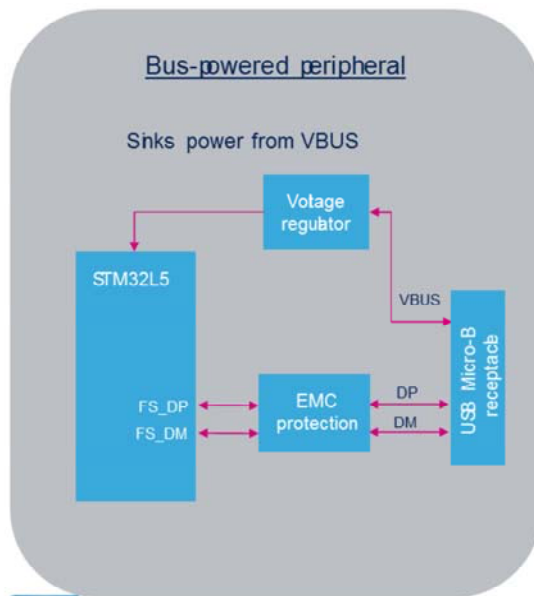 Bus-powered peripheral
Sinks power from VBUS
Votage
regulator
STM32L5
VBUS
FS_DP
FS_DM
EMC
protection
DP
DM
USB Micro-B
receptacle